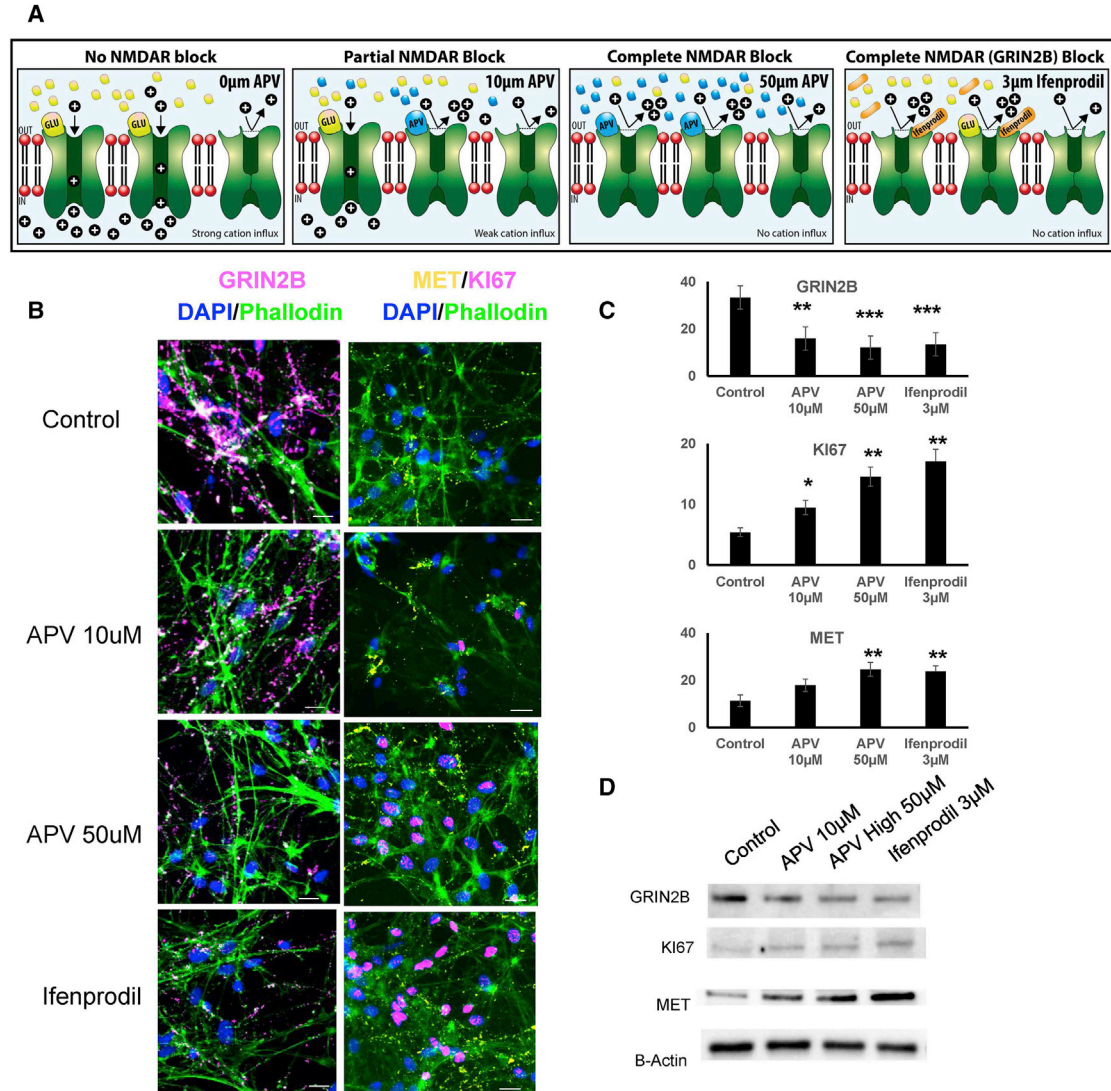 A
No NMDAR block
0µm APV
GLU
GLU
OUT
IN
Strong cation influx
Partial NMDAR Block
10µm APV
GLU
APV
OUT
IN
Weak cation influx
Complete NMDAR Block
50µm APV
APV
APV
OUT
IN
No cation influx
Complete NMDAR (GRIN2B) Block
3µm Ifenprodil
Ifenprodil
GLU
Ifenprodil
OUT
IN
No cation influx
B
GRIN2B
DAPI/Phallodin
MET/KI67
DAPI/Phallodin
Control
APV 10uM
APV 50uM
Ifenprodil
C
GRIN2B
40
20
0
**
***
***
Control
APV
10µM
APV
50µM
Ifenprodil
3µM
KI67
20
10
0
*
**
**
Control
APV
10µM
APV
50µM
Ifenprodil
3µM
MET
40
20
0
**
**
Control
APV
10µM
APV
50µM
Ifenprodil
3µM
D
Control
APV 10µM
APV High 50µM
Ifenprodil 3µM
GRIN2B
KI67
MET
B-Actin